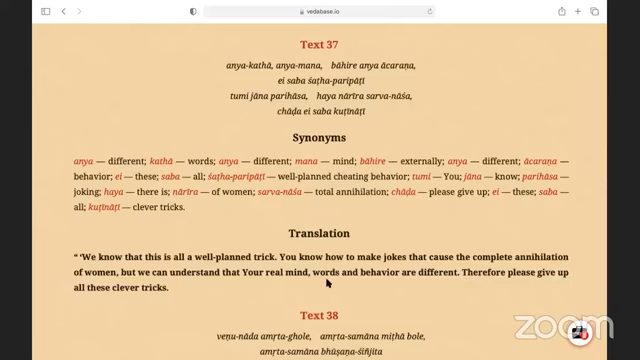 vedabase.io
Text 37
anya-kathā, anya-mana, bāhire anya ācaraṇa,
ei saba śaṭha-paripāṭī
tumi jāna parihāsa, haya nārīra sarva-nāśa,
chāḍa ei saba kuṭīnāṭī
Synonyms
anya — different; kathā — words; anya — different; mana — mind; bāhire — externally; anya — different; ācaraṇa —
behavior; ei — these; saba — all; śaṭha-paripāṭī — well-planned cheating behavior; tumi — You; jāna — know; parihāsa —
joking; haya — there is; nārīra — of women; sarva-nāśa — total annihilation; chāḍa — please give up; ei — these; saba —
all; kuṭīnāṭī — clever tricks.
Translation
“ ‘We know that this is all a well-planned trick. You know how to make jokes that cause the complete annihilation
of women, but we can understand that Your real mind, words and behavior are different. Therefore please give up
all these clever tricks.
Text 38
veṇu-nāda amṛta-ghole, amṛta-samāna miṭhā bole,
amṛta-samāna bhūṣaṇa-śiñjita
zoom